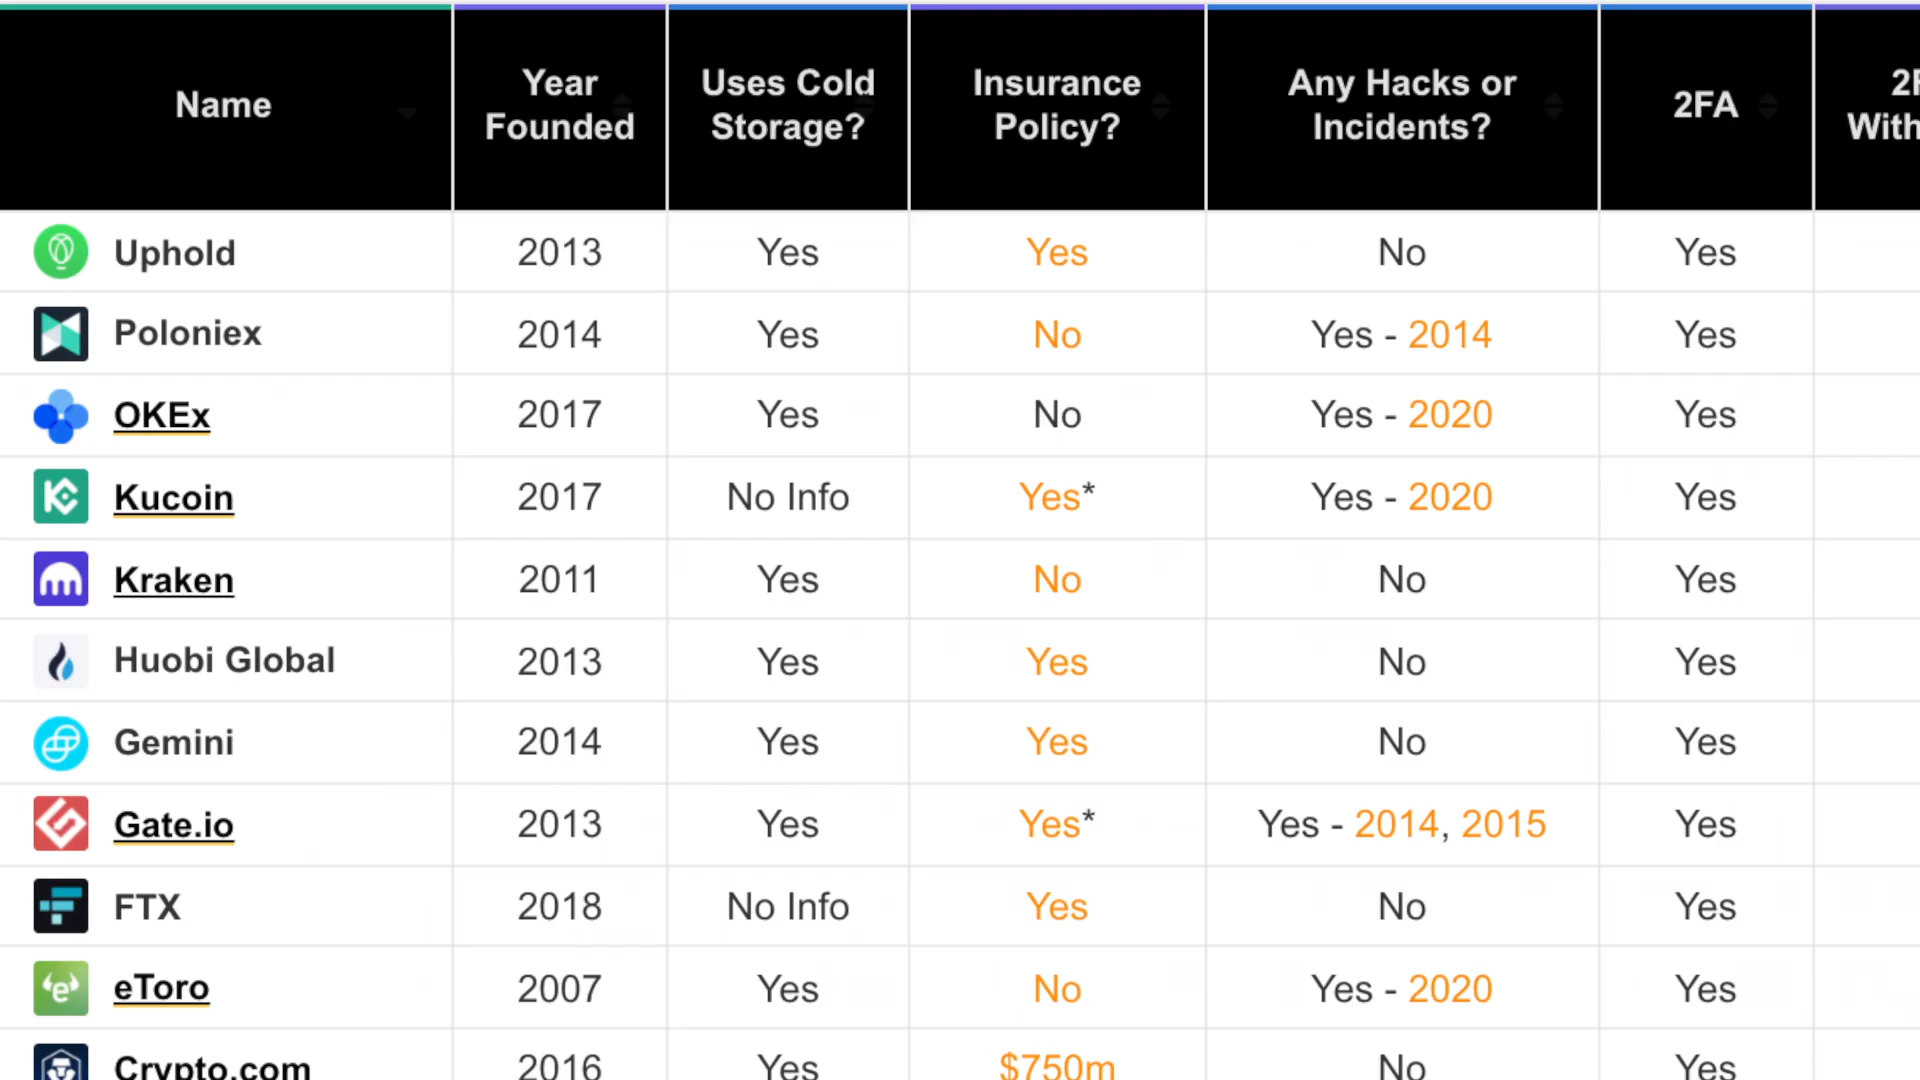 Name Year Founded Uses Cold Storage? Insurance Policy? Any Hacks or Incidents? 2FA
Uphold 2013 Yes Yes No Yes
Poloniex 2014 Yes No Yes - 2014 Yes
OKEx 2017 Yes No Yes - 2020 Yes
Kucoin 2017 No Info Yes* Yes - 2020 Yes
Kraken 2011 Yes No No Yes
Huobi Global 2013 Yes Yes No Yes
Gemini 2014 Yes Yes No Yes
Gate.io 2013 Yes Yes* Yes - 2014, 2015 Yes
FTX 2018 No Info Yes No Yes
eToro 2007 Yes No Yes - 2020 Yes
Crypto.com 2016 Yes $750m No Yes